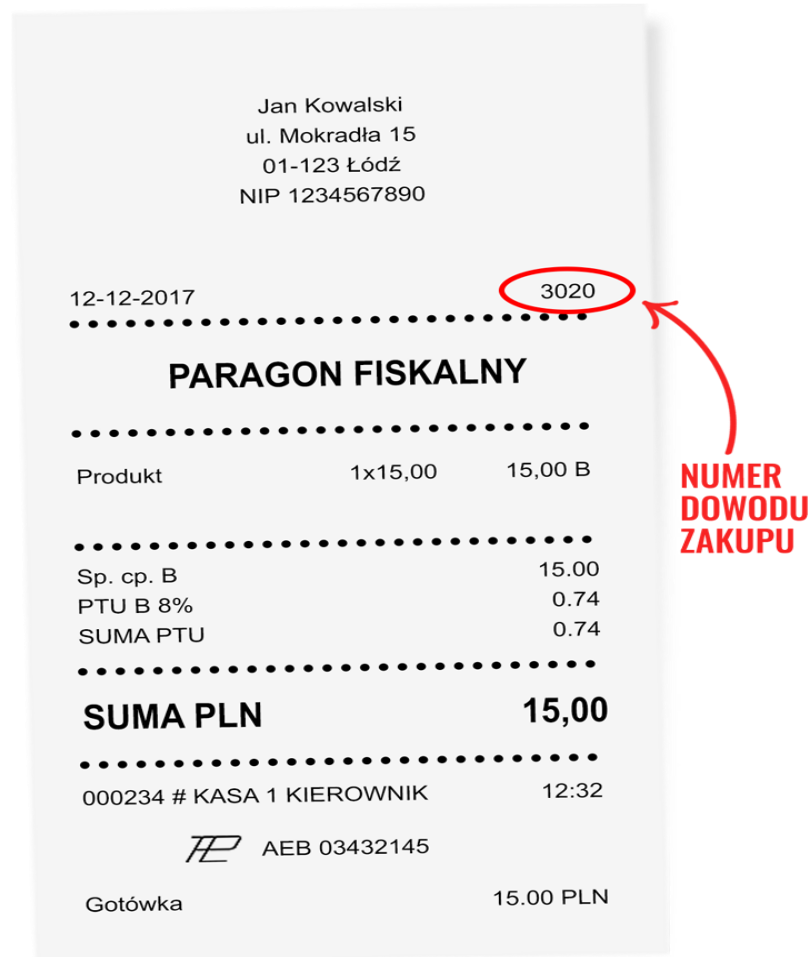 Jan Kowalski
ul. Mokradła 15
01-123 Łódź
NIP 1234567890
12-12-2017 3020
PARAGON FISKALNY
Produkt 1x15,00 15,00 B
Sp. cp. B 15.00
PTU B 8% 0.74
SUMA PTU 0.74
SUMA PLN 15,00
000234 # KASA 1 KIEROWNIK 12:32
AEB 03432145
Gotówka 15.00 PLN
NUMER
DOWODU
ZAKUPU